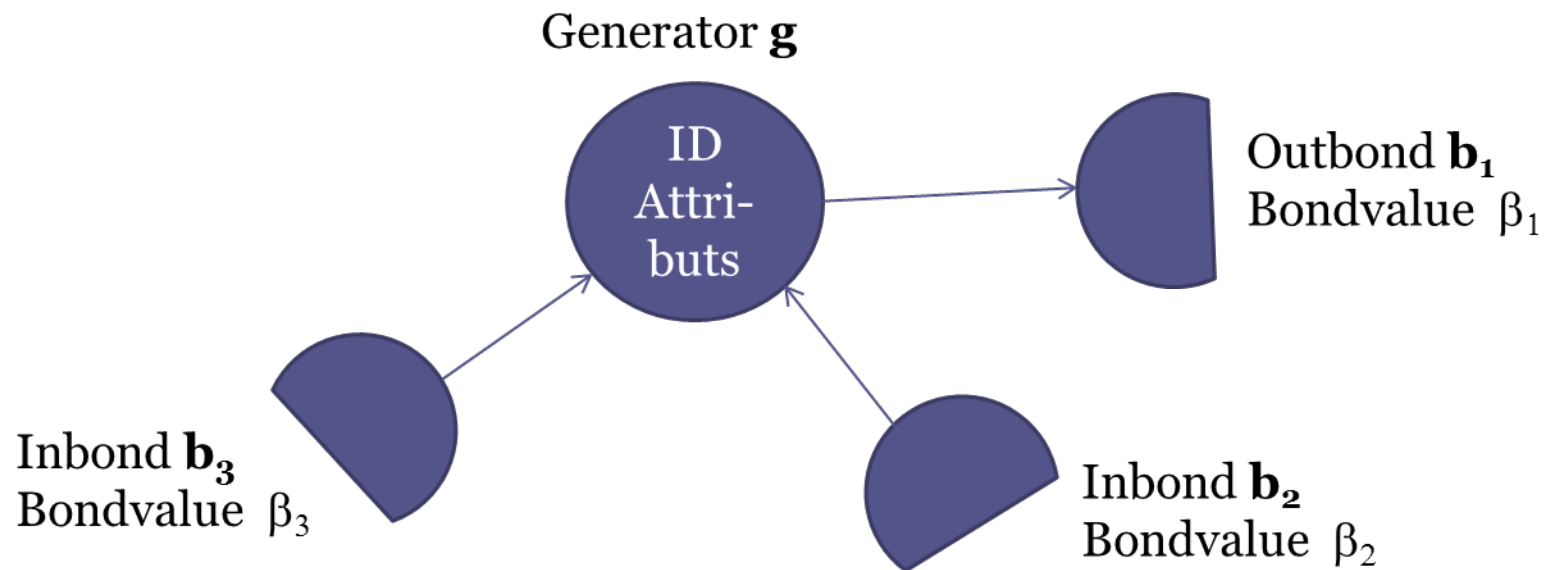 Generator g
ID
Attri-
buts
Outbond b₁
Bondvalue β₁
Inbond b₃
Bondvalue β₃
Inbond b₂
Bondvalue β₂